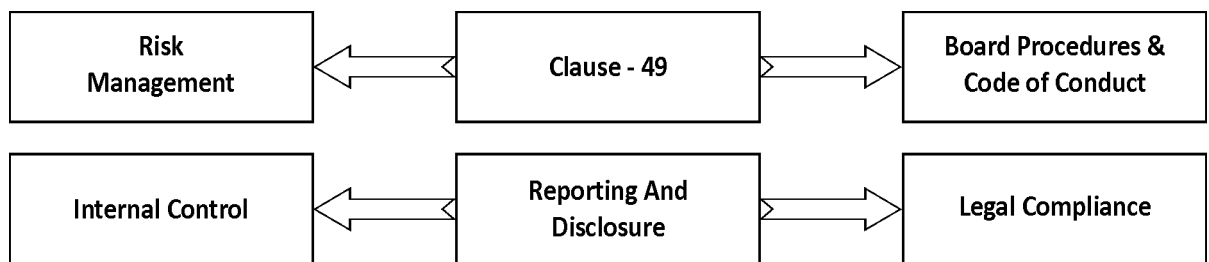 Risk
Management
Clause - 49
Board Procedures &
Code of Conduct
Internal Control
Reporting And
Disclosure
Legal Compliance